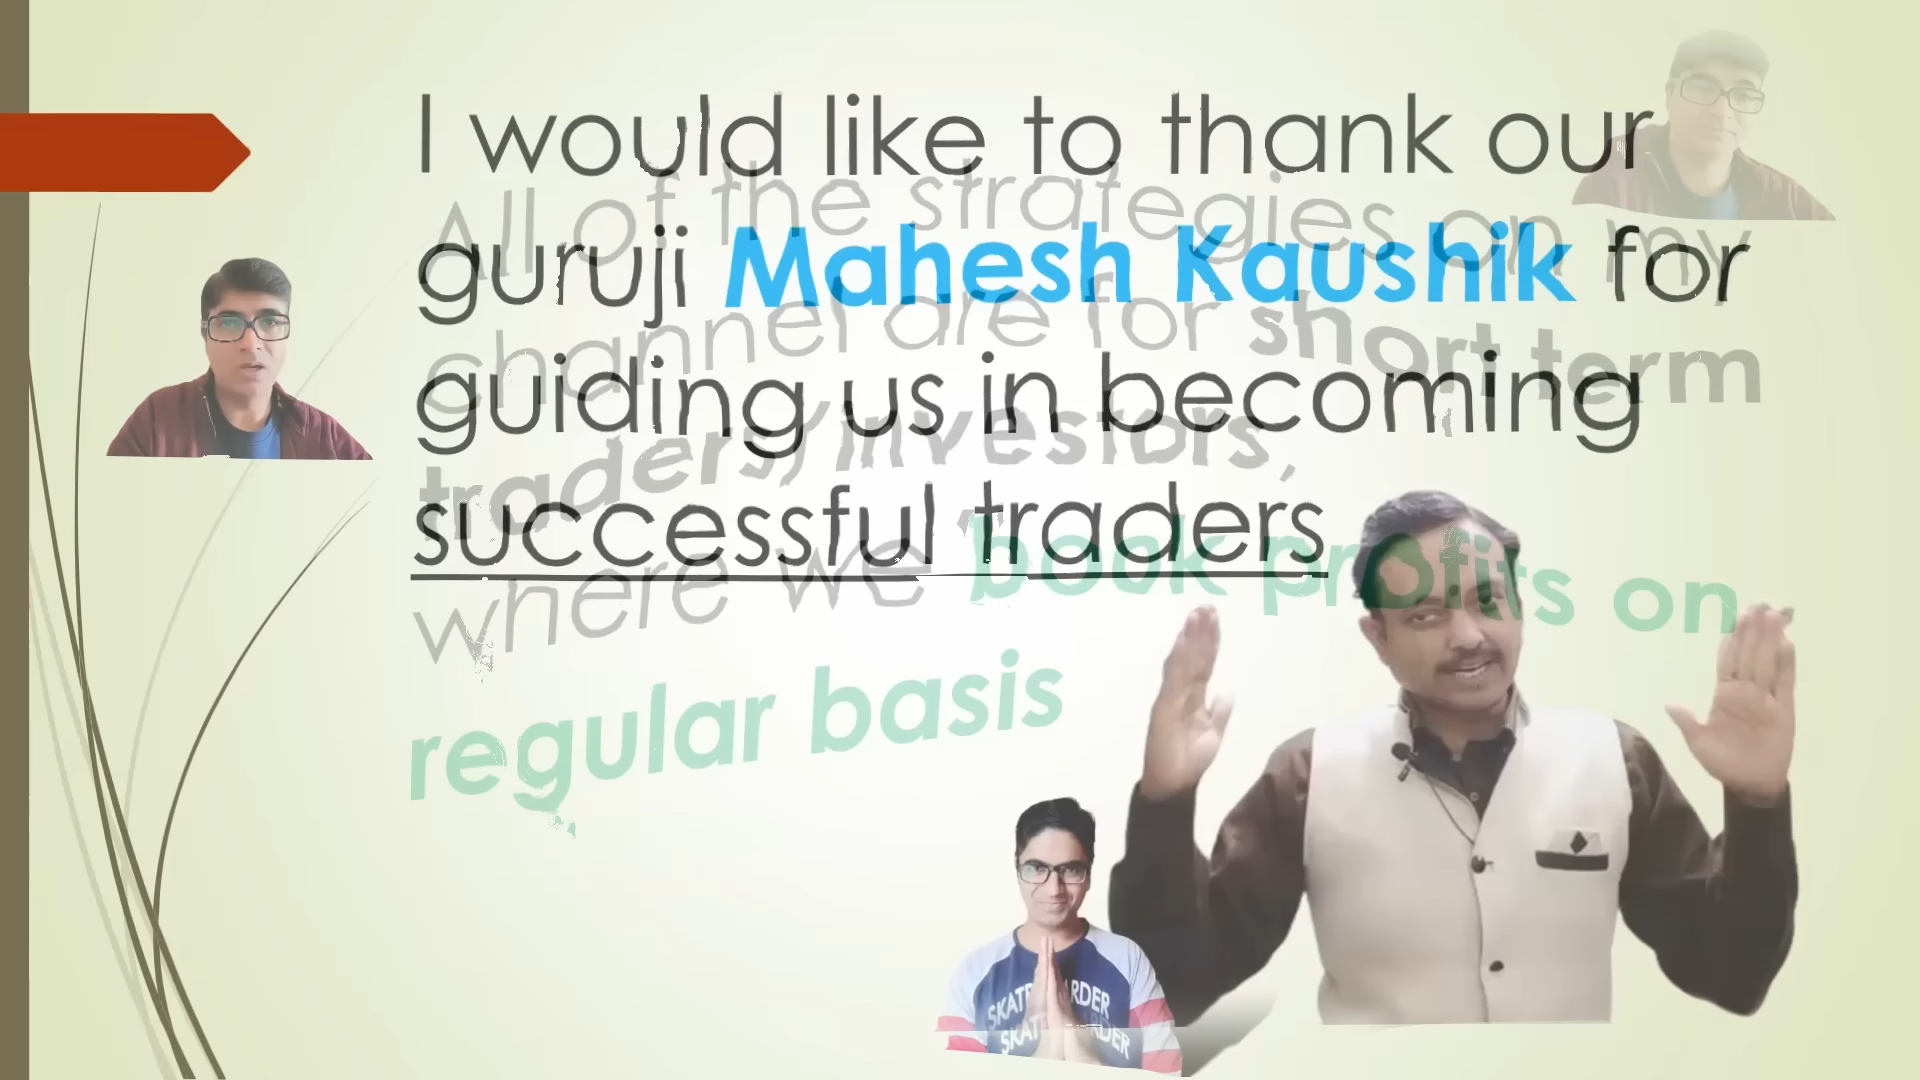 I would like to thank our
guruji Mahesh Kaushik for
guiding us in becoming
successful traders
All of the strategies on my
channel are for short term
traders/investors,
where we book profits on
regular basis